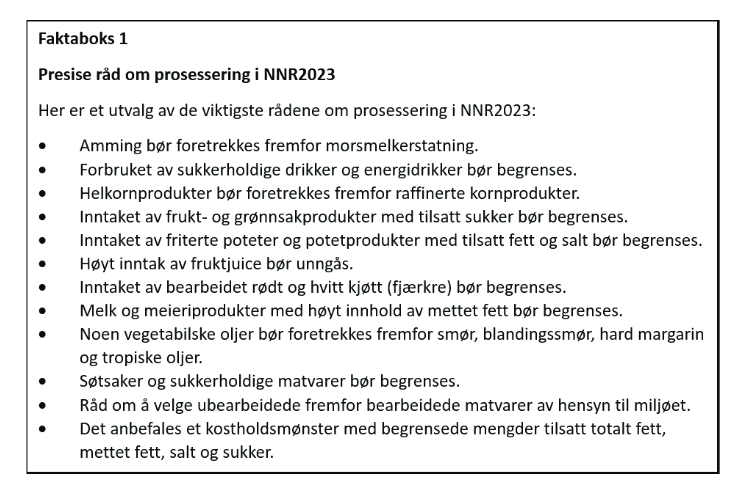 Faktaboks 1
Presise råd om prosessering i NNR2023
Her er et utvalg av de viktigste rådene om prosessering i NNR2023:
• Amming bør foretrekkes fremfor morsmelkerstatning.
• Forbruket av sukkerholdige drikker og energidrikker bør begrenses.
• Helkornprodukter bør foretrekkes fremfor raffinerte kornprodukter.
• Inntaket av frukt- og grønnsakprodukter med tilsatt sukker bør begrenses.
• Inntaket av friterte poteter og potetprodukter med tilsatt fett og salt bør begrenses.
• Høyt inntak av fruktjuice bør unngås.
• Inntaket av bearbeidet rødt og hvitt kjøtt (fjærkre) bør begrenses.
• Melk og meieriprodukter med høyt innhold av mettet fett bør begrenses.
• Noen vegetabilske oljer bør foretrekkes fremfor smør, blandingssmør, hard margarin
og tropiske oljer.
• Søtsaker og sukkerholdige matvarer bør begrenses.
• Råd om å velge ubearbeidede fremfor bearbeidede matvarer av hensyn til miljøet.
• Det anbefales et kostholdsmønster med begrensede mengder tilsatt totalt fett,
mettet fett, salt og sukker.